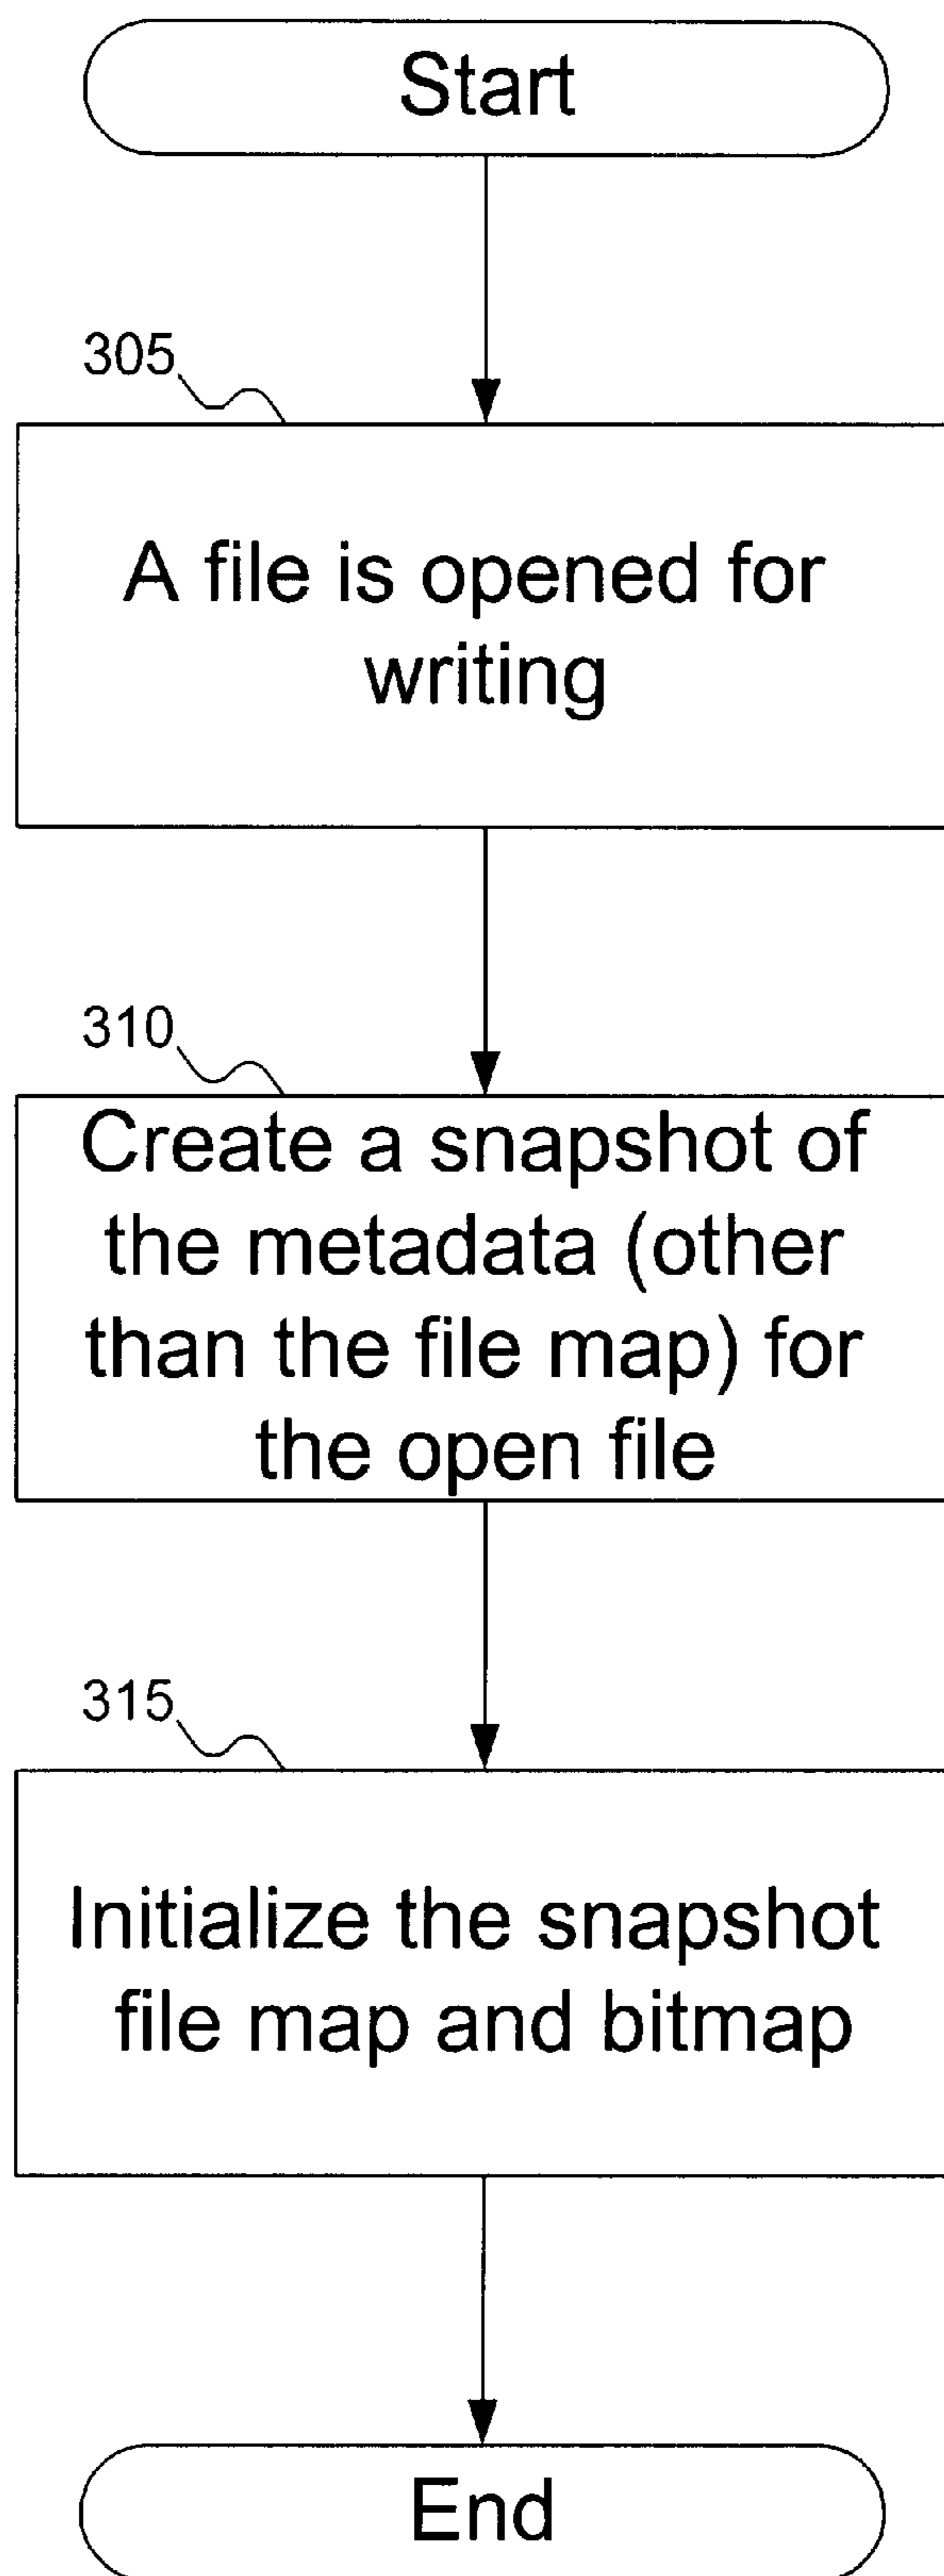 Start
305
A file is opened for
writing
310
Create a snapshot of
the metadata (other
than the file map) for
the open file
315
Initialize the snapshot
file map and bitmap
End